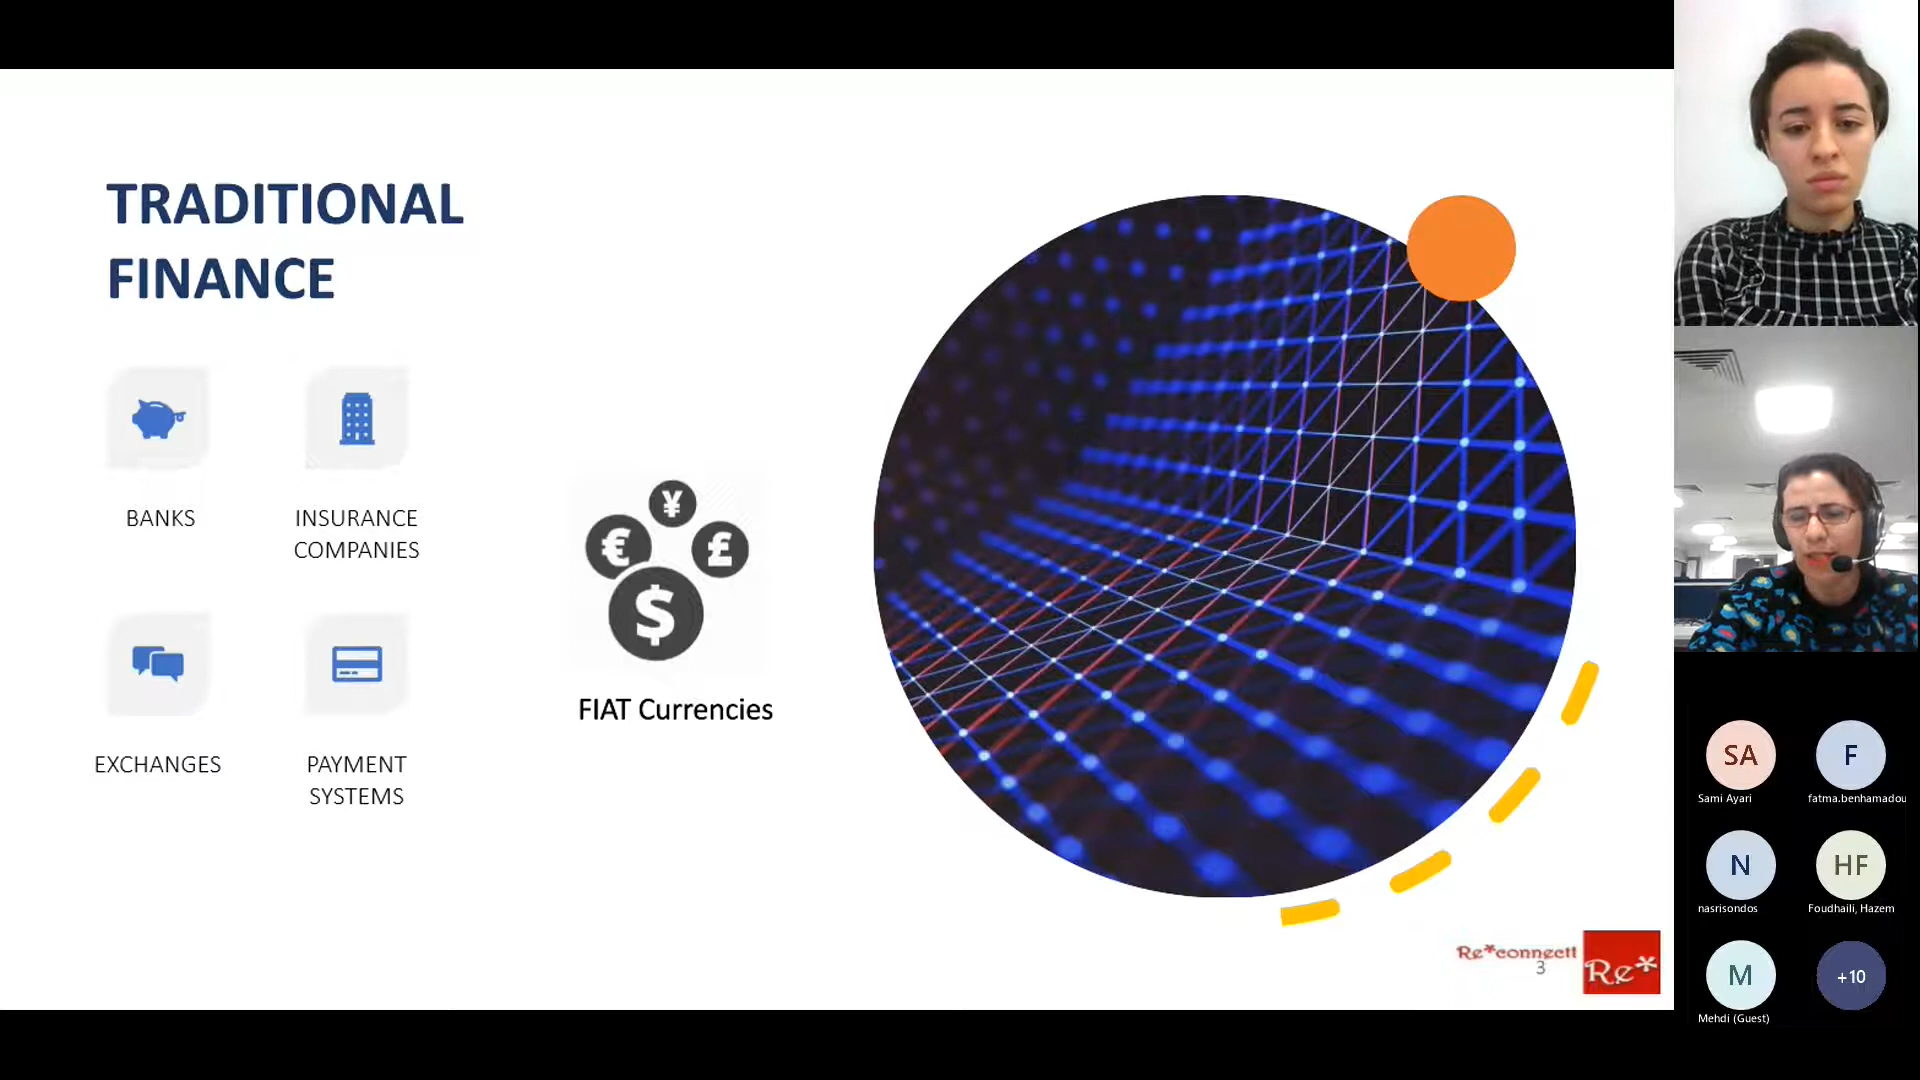 TRADITIONAL
FINANCE
BANKS
INSURANCE
COMPANIES
EXCHANGES
PAYMENT
SYSTEMS
¥
€
£
$
FIAT Currencies
Re*connectt
3
Re*
SA
Sami Ayari
F
fatma.benhamadou
N
nasrisondos
HF
Foudhaili, Hazem
M
Mehdi (Guest)
+10